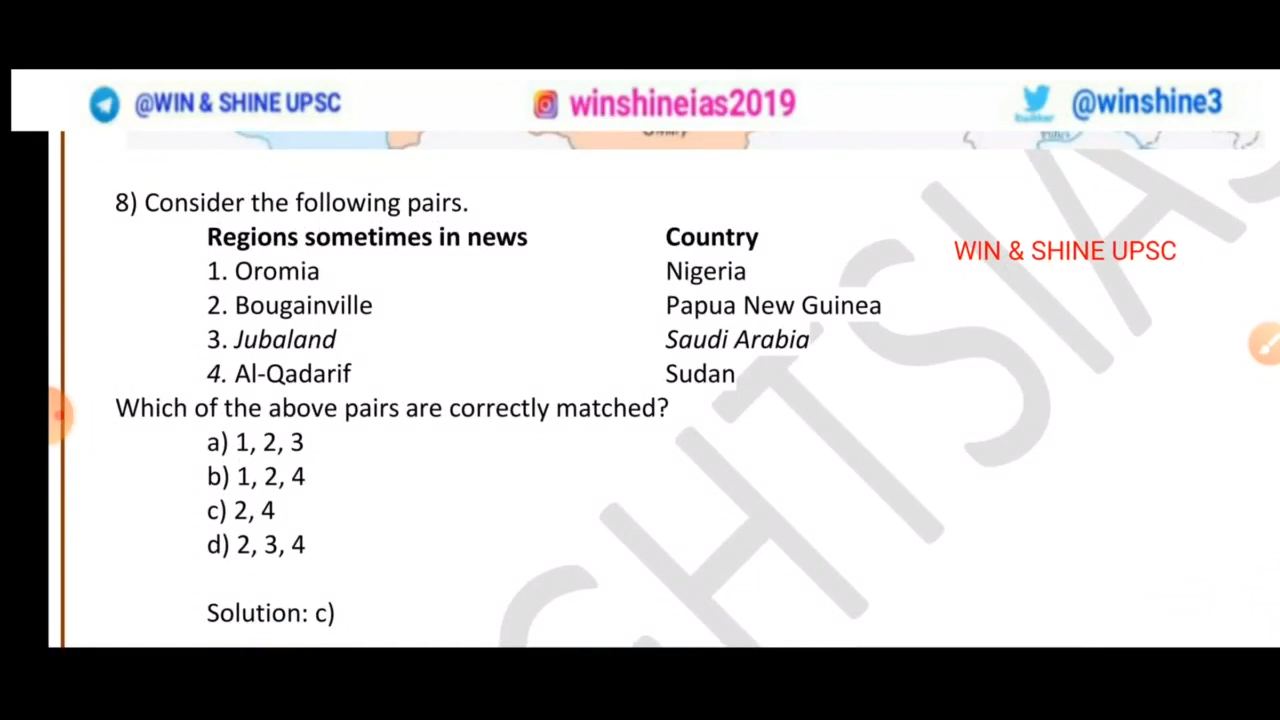 @WIN & SHINE UPSC winshineias2019 @winshine3
8) Consider the following pairs.
Regions sometimes in news Country
WIN & SHINE UPSC
1. Oromia Nigeria
2. Bougainville Papua New Guinea
3. Jubaland Saudi Arabia
4. Al-Qadarif Sudan
Which of the above pairs are correctly matched?
a) 1, 2, 3
b) 1, 2, 4
c) 2, 4
d) 2, 3, 4
Solution: c)